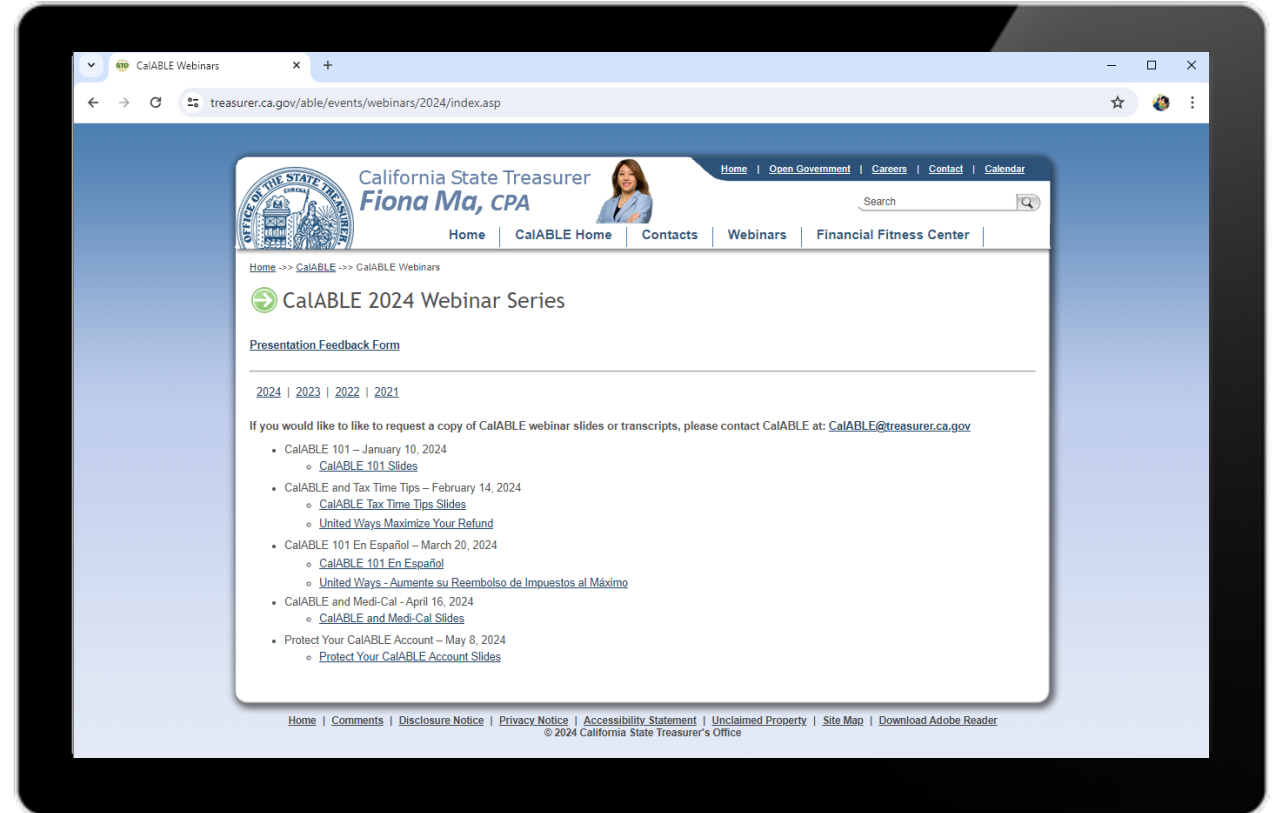 STO CalABLE Webinars
treasurer.ca.gov/able/events/webinars/2024/index.asp
OFFICE OF THE STATE TREASURER
EUREKA
California State Treasurer
Fiona Ma, CPA
Home | Open Government | Careers | Contact | Calendar
Search
Home | CalABLE Home | Contacts | Webinars | Financial Fitness Center |
Home ->> CalABLE ->> CalABLE Webinars
CalABLE 2024 Webinar Series
Presentation Feedback Form
2024 | 2023 | 2022 | 2021
If you would like to like to request a copy of CalABLE webinar slides or transcripts, please contact CalABLE at: CalABLE@treasurer.ca.gov
CalABLE 101 – January 10, 2024
CalABLE 101 Slides
CalABLE and Tax Time Tips – February 14, 2024
CalABLE Tax Time Tips Slides
United Ways Maximize Your Refund
CalABLE 101 En Español – March 20, 2024
CalABLE 101 En Español
United Ways - Aumente su Reembolso de Impuestos al Máximo
CalABLE and Medi-Cal - April 16, 2024
CalABLE and Medi-Cal Slides
Protect Your CalABLE Account – May 8, 2024
Protect Your CalABLE Account Slides
Home | Comments | Disclosure Notice | Privacy Notice | Accessibility Statement | Unclaimed Property | Site Map | Download Adobe Reader
© 2024 California State Treasurer's Office